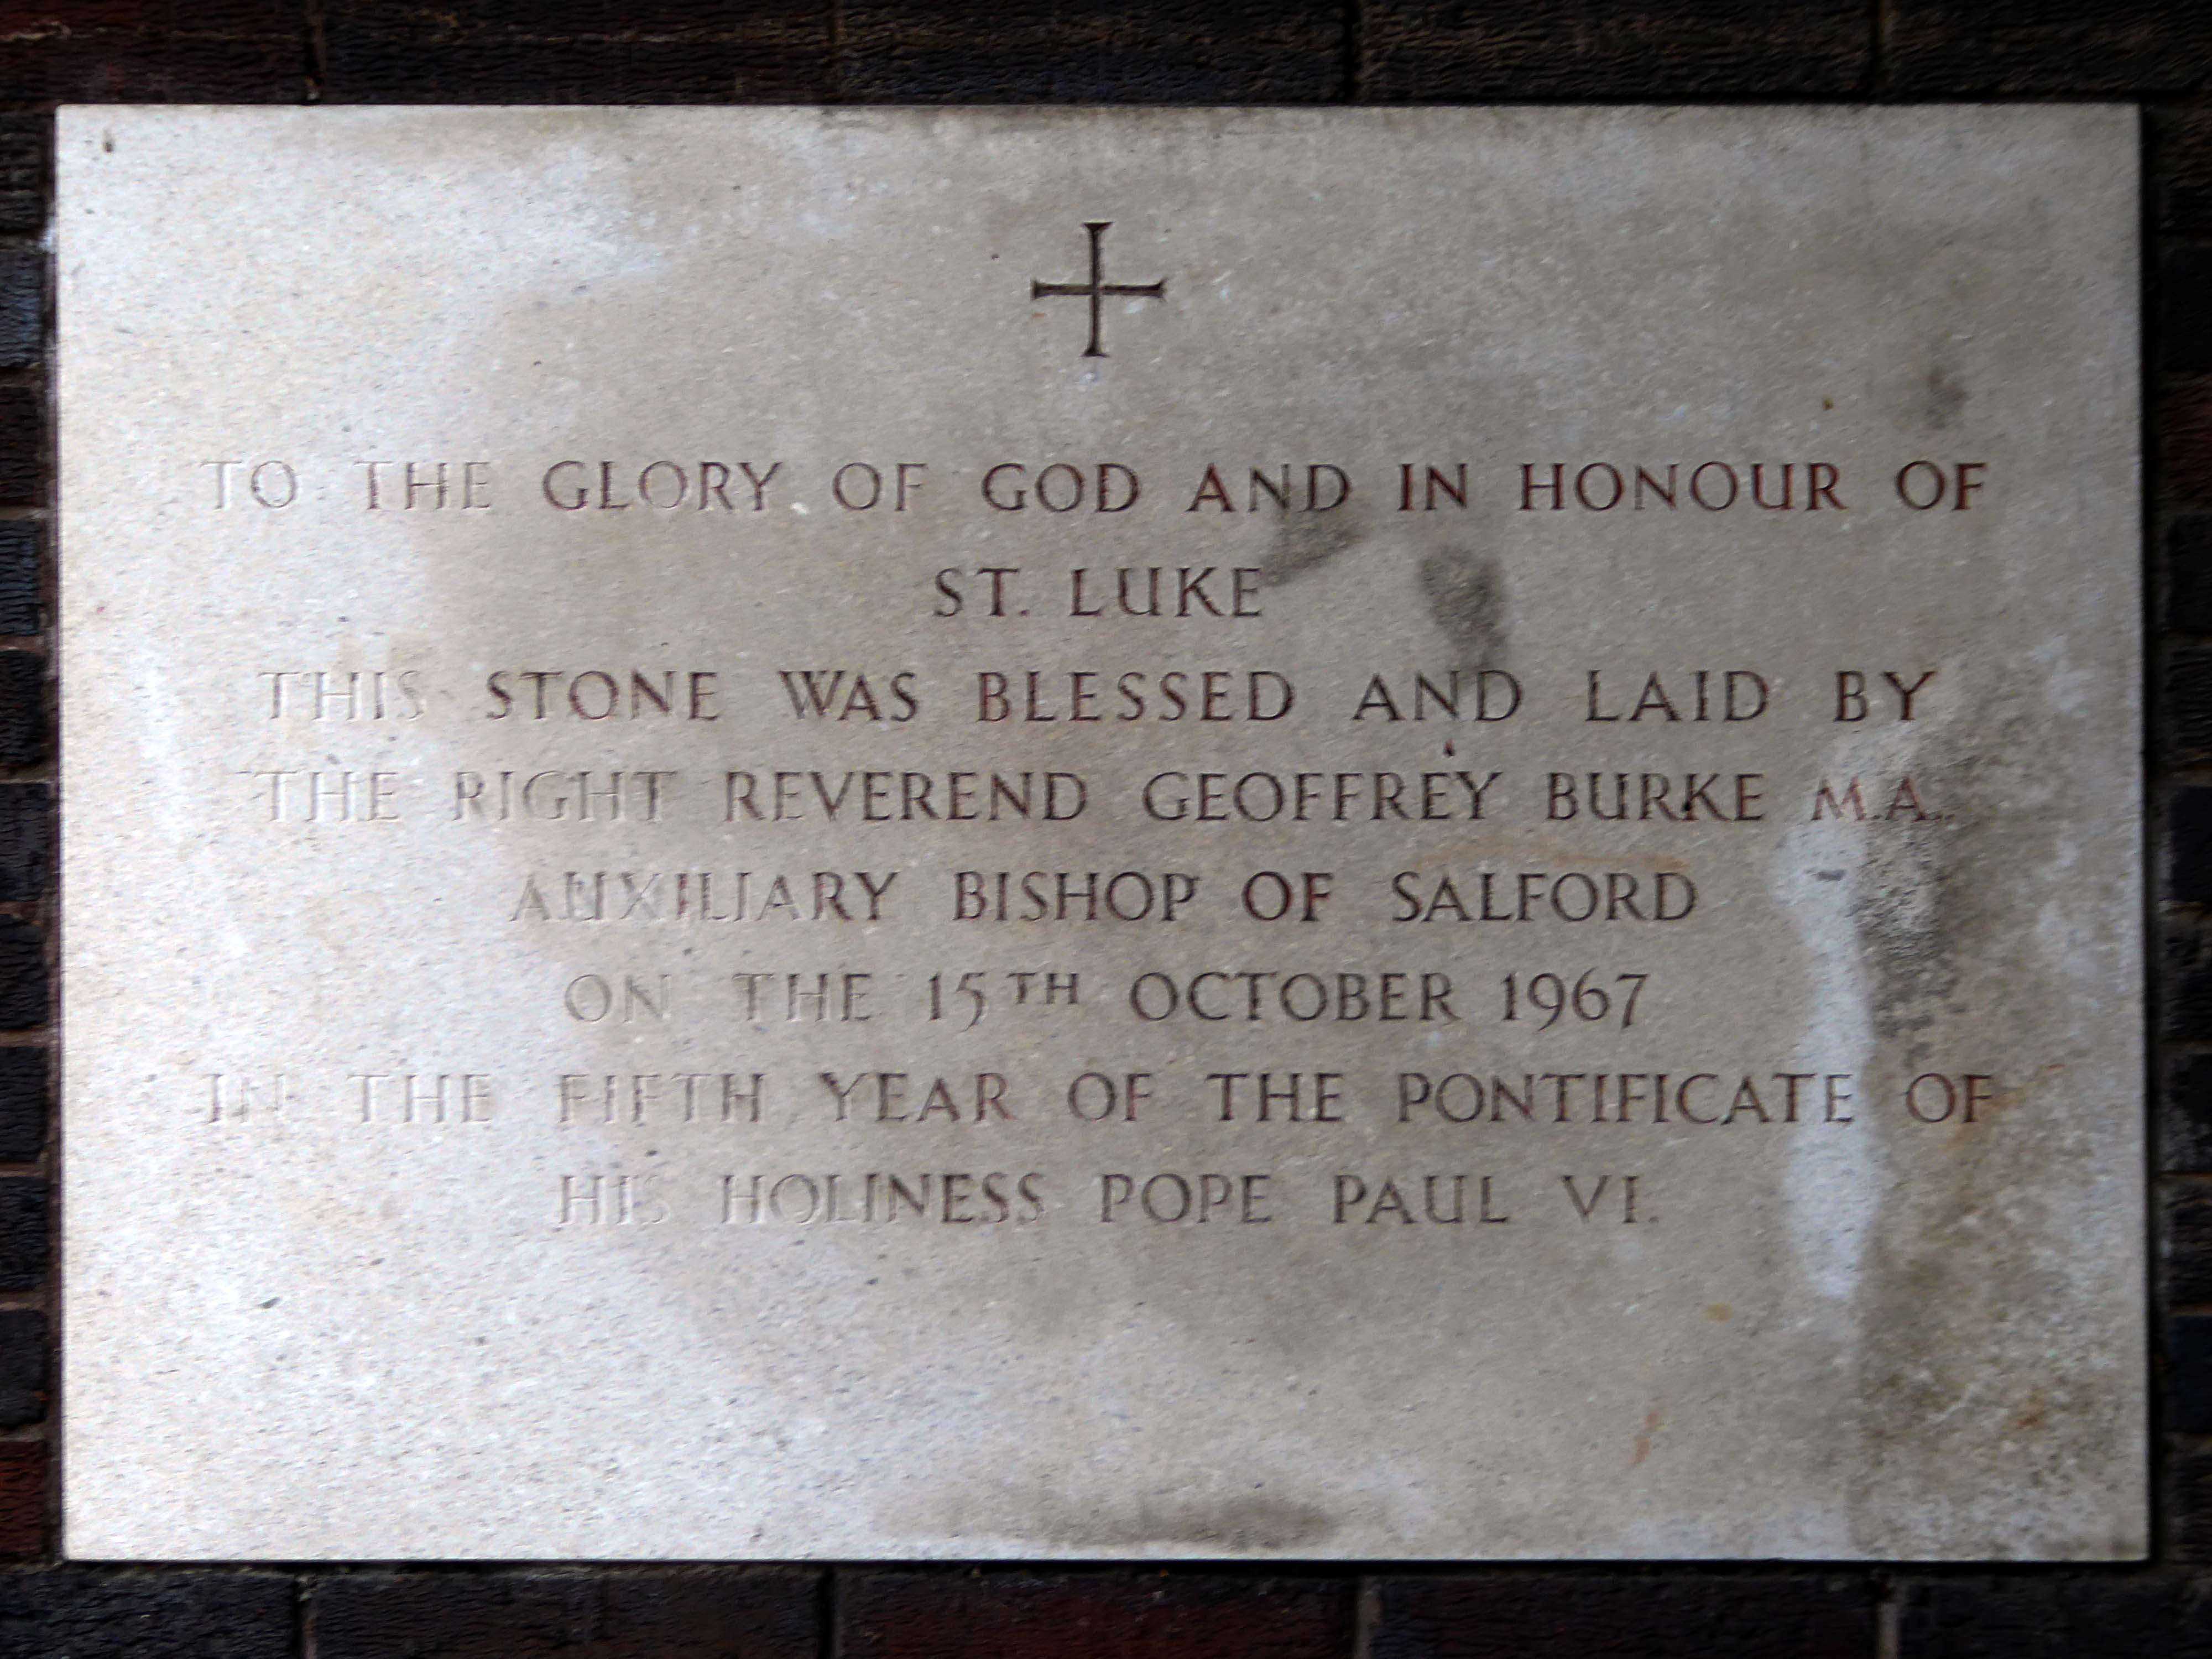 TO THE GLORY OF GOD AND IN HONOUR OF
ST. LUKE
THIS STONE WAS BLESSED AND LAID BY
THE RIGHT REVEREND GEOFFREY BURKE M.A.
AUXILIARY BISHOP OF SALFORD
ON THE 15TH OCTOBER 1967
IN THE FIFTH YEAR OF THE PONTIFICATE OF
HIS HOLINESS POPE PAUL VI.